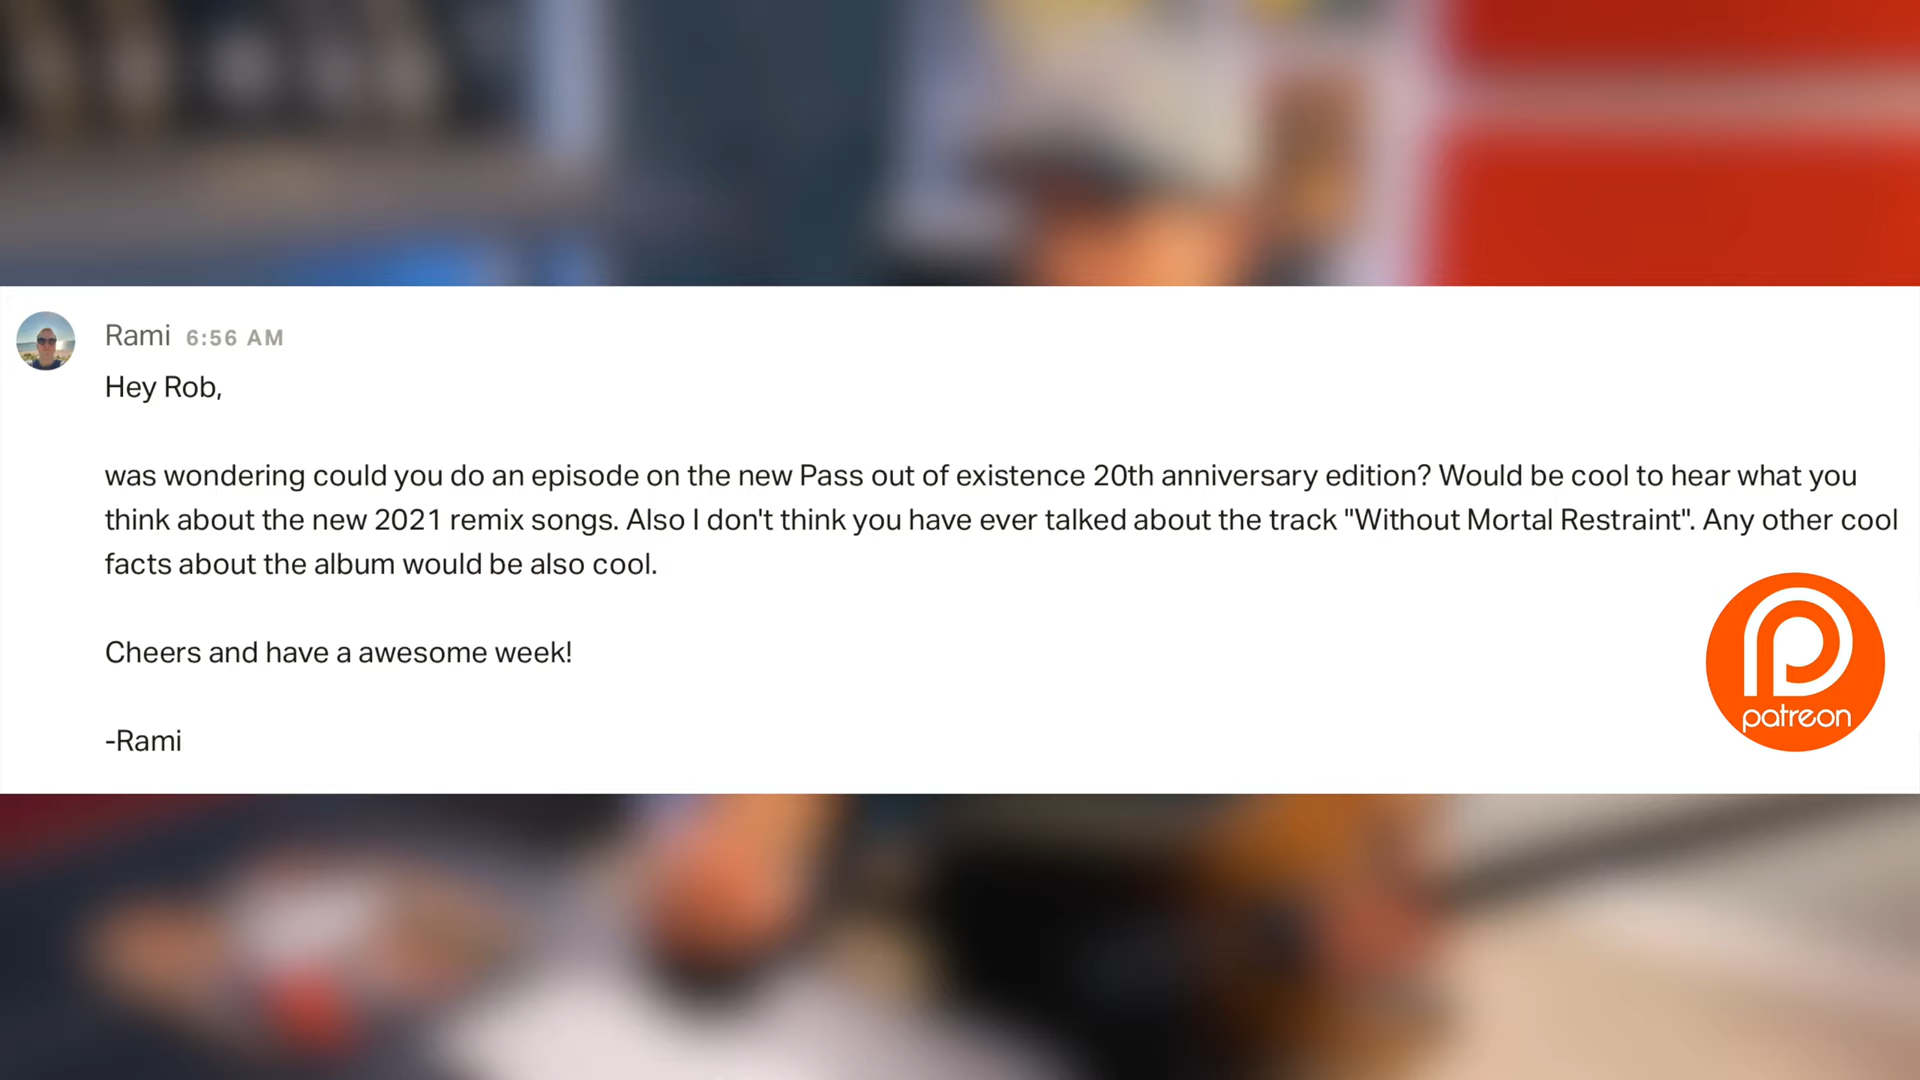 Rami 6:56 AM
Hey Rob,
was wondering could you do an episode on the new Pass out of existence 20th anniversary edition? Would be cool to hear what you
think about the new 2021 remix songs. Also I don't think you have ever talked about the track "Without Mortal Restraint". Any other cool
facts about the album would be also cool.
Cheers and have a awesome week!
-Rami
patreon